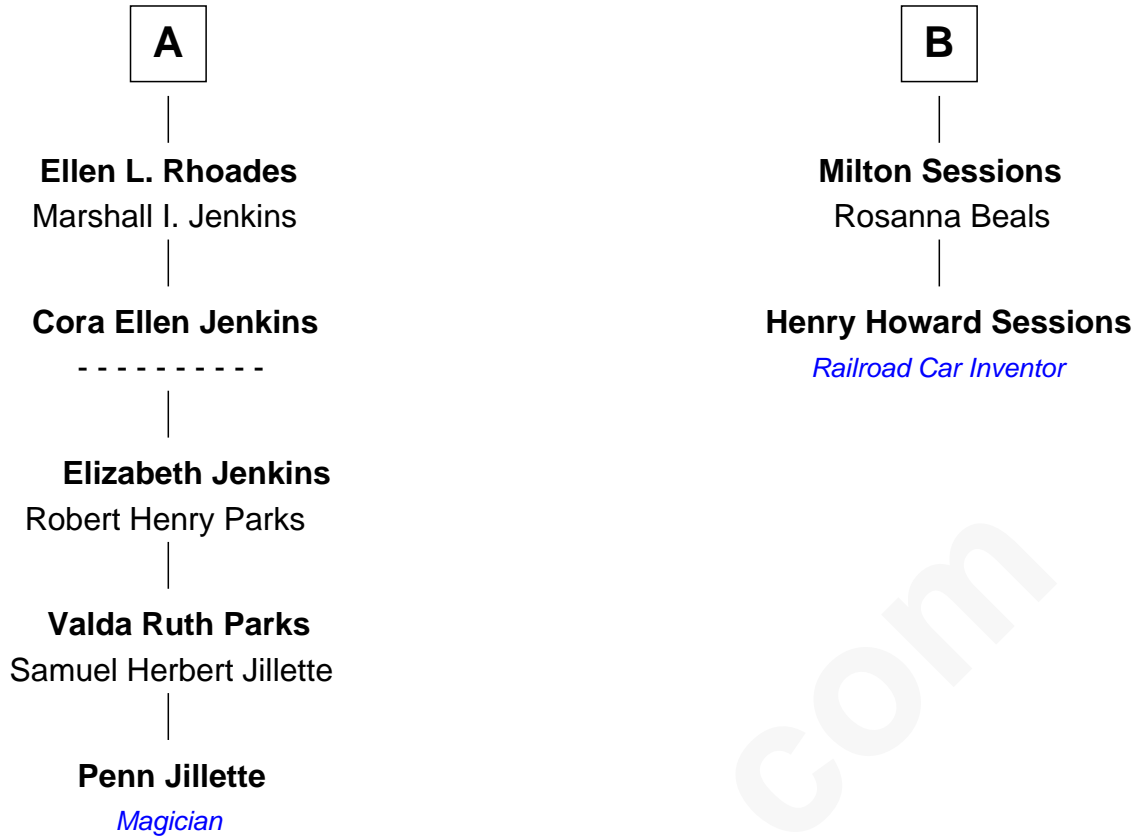 A
Ellen L. Rhoades
Marshall I. Jenkins
Cora Ellen Jenkins
- - - - - - - - - -
Elizabeth Jenkins
Robert Henry Parks
Valda Ruth Parks
Samuel Herbert Jillette
Penn Jillette
Magician
B
Milton Sessions
Rosanna Beals
Henry Howard Sessions
Railroad Car Inventor
com